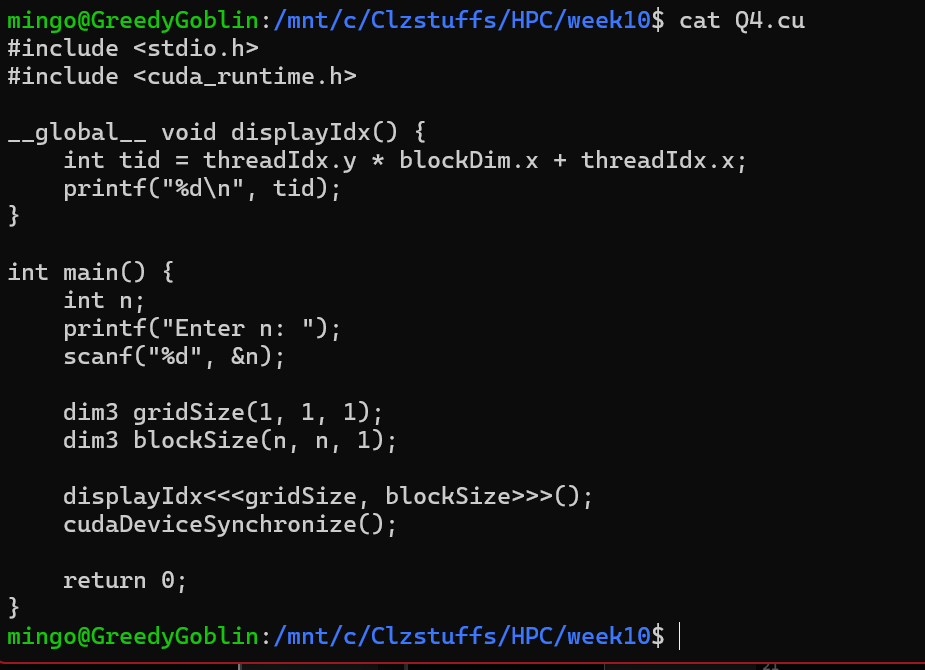 mingo@GreedyGoblin:/mnt/c/Clzstuffs/HPC/week10$ cat Q4.cu
#include <stdio.h>
#include <cuda_runtime.h>

__global__ void displayIdx() {
    int tid = threadIdx.y * blockDim.x + threadIdx.x;
    printf("%d\n", tid);
}

int main() {
    int n;
    printf("Enter n: ");
    scanf("%d", &n);

    dim3 gridSize(1, 1, 1);
    dim3 blockSize(n, n, 1);

    displayIdx<<<gridSize, blockSize>>>();
    cudaDeviceSynchronize();

    return 0;
}
mingo@GreedyGoblin:/mnt/c/Clzstuffs/HPC/week10$